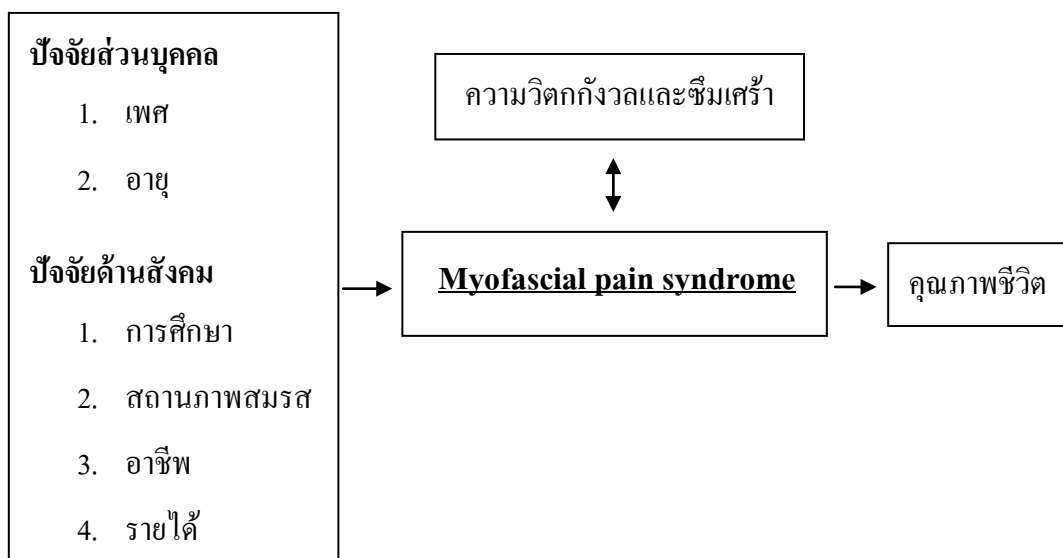 ปัจจัยส่วนบุคคล
1. เพศ
2. อายุ
ปัจจัยด้านสังคม
1. การศึกษา
2. สถานภาพสมรส
3. อาชีพ
4. รายได้
ความวิตกกังวลและซึมเศร้า
Myofascial pain syndrome
คุณภาพชีวิต